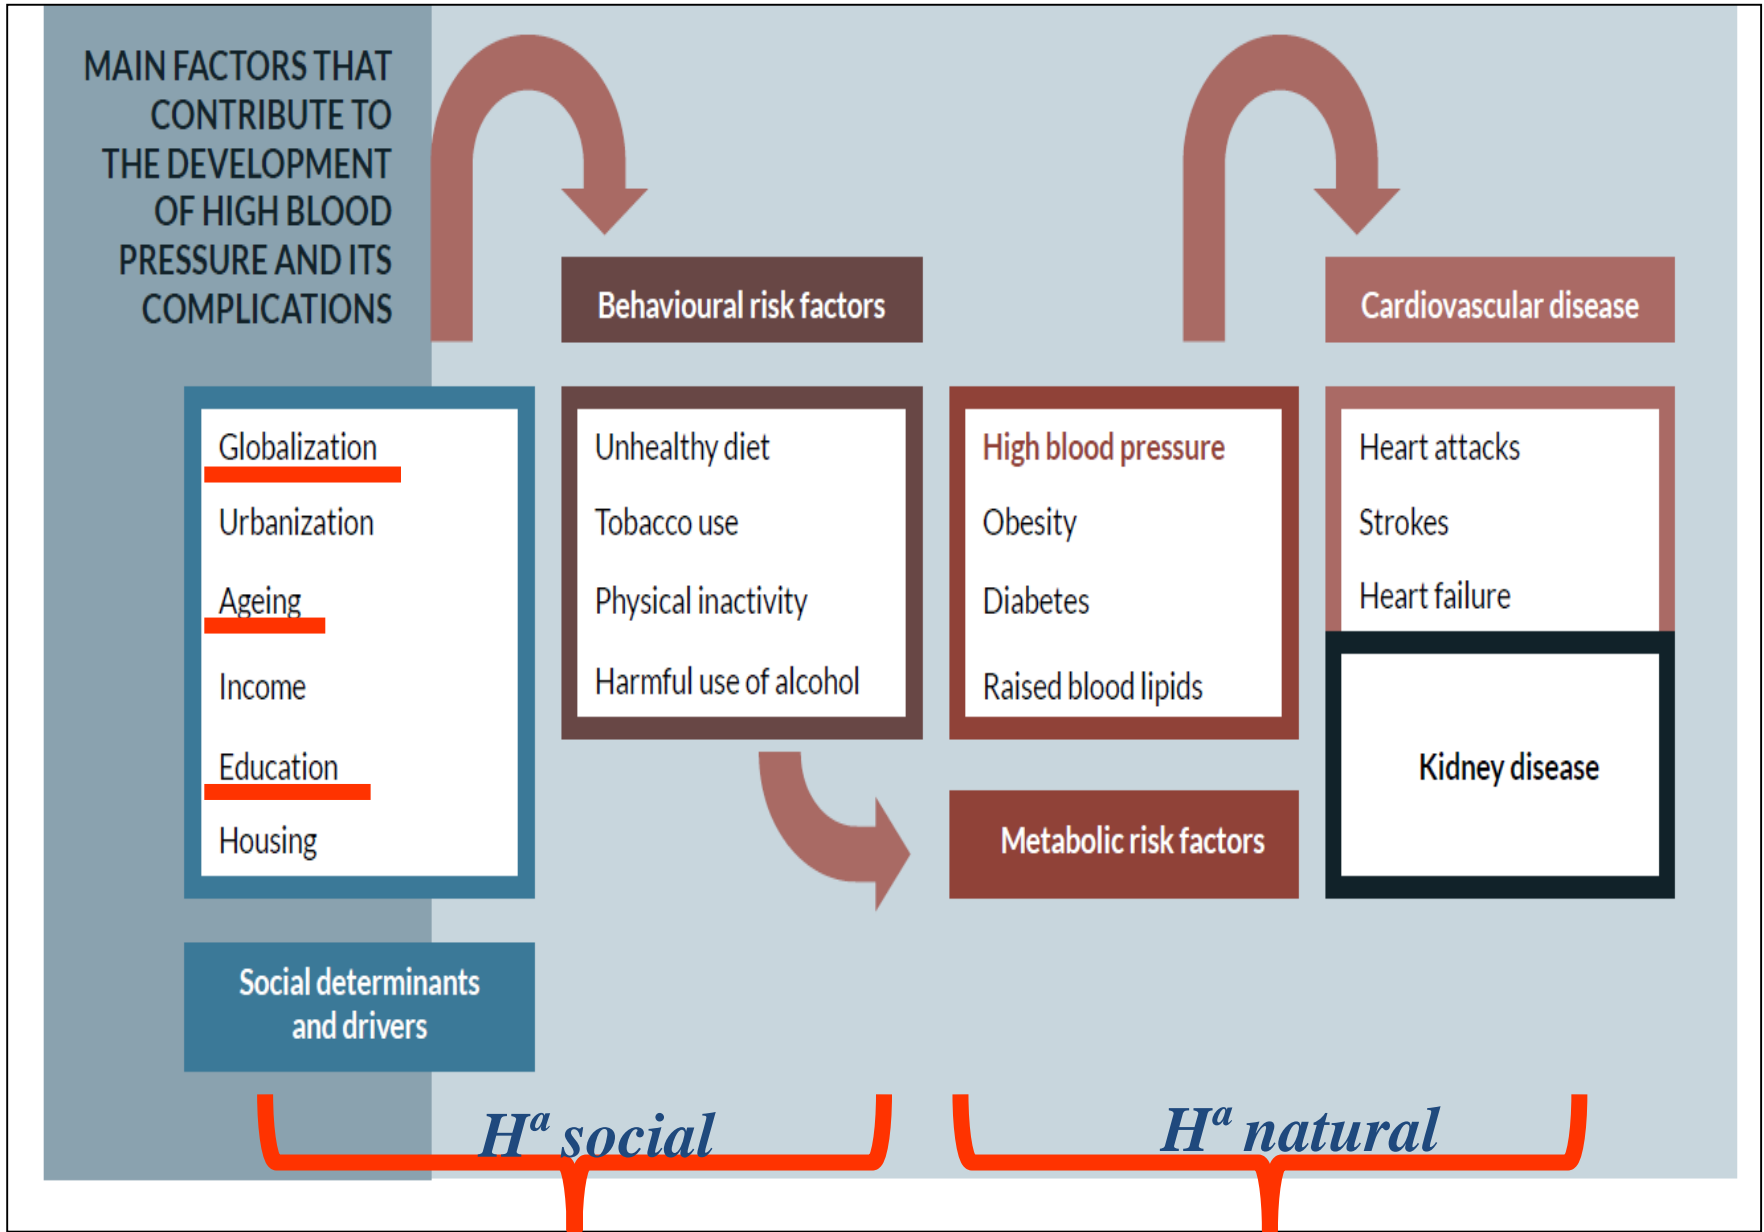 MAIN FACTORS THAT
CONTRIBUTE TO
THE DEVELOPMENT
OF HIGH BLOOD
PRESSURE AND ITS
COMPLICATIONS
Globalization
Urbanization
Ageing
Income
Education
Housing
Social determinants
and drivers
Behavioural risk factors
Unhealthy diet
Tobacco use
Physical inactivity
Harmful use of alcohol
High blood pressure
Obesity
Diabetes
Raised blood lipids
Metabolic risk factors
Cardiovascular disease
Heart attacks
Strokes
Heart failure
Kidney disease
Hª social
Hª natural